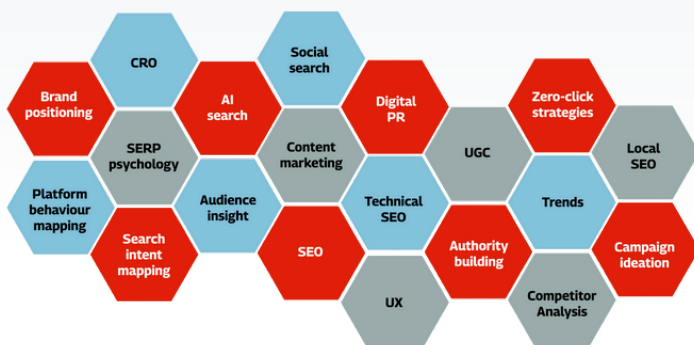 CRO
Social
search
Brand
positioning
AI
search
Digital
PR
Zero-click
strategies
SERP
psychology
Content
marketing
UGC
Local
SEO
Platform
behaviour
mapping
Audience
insight
Technical
SEO
Trends
Search
intent
mapping
SEO
Authority
building
Campaign
ideation
UX
Competitor
Analysis